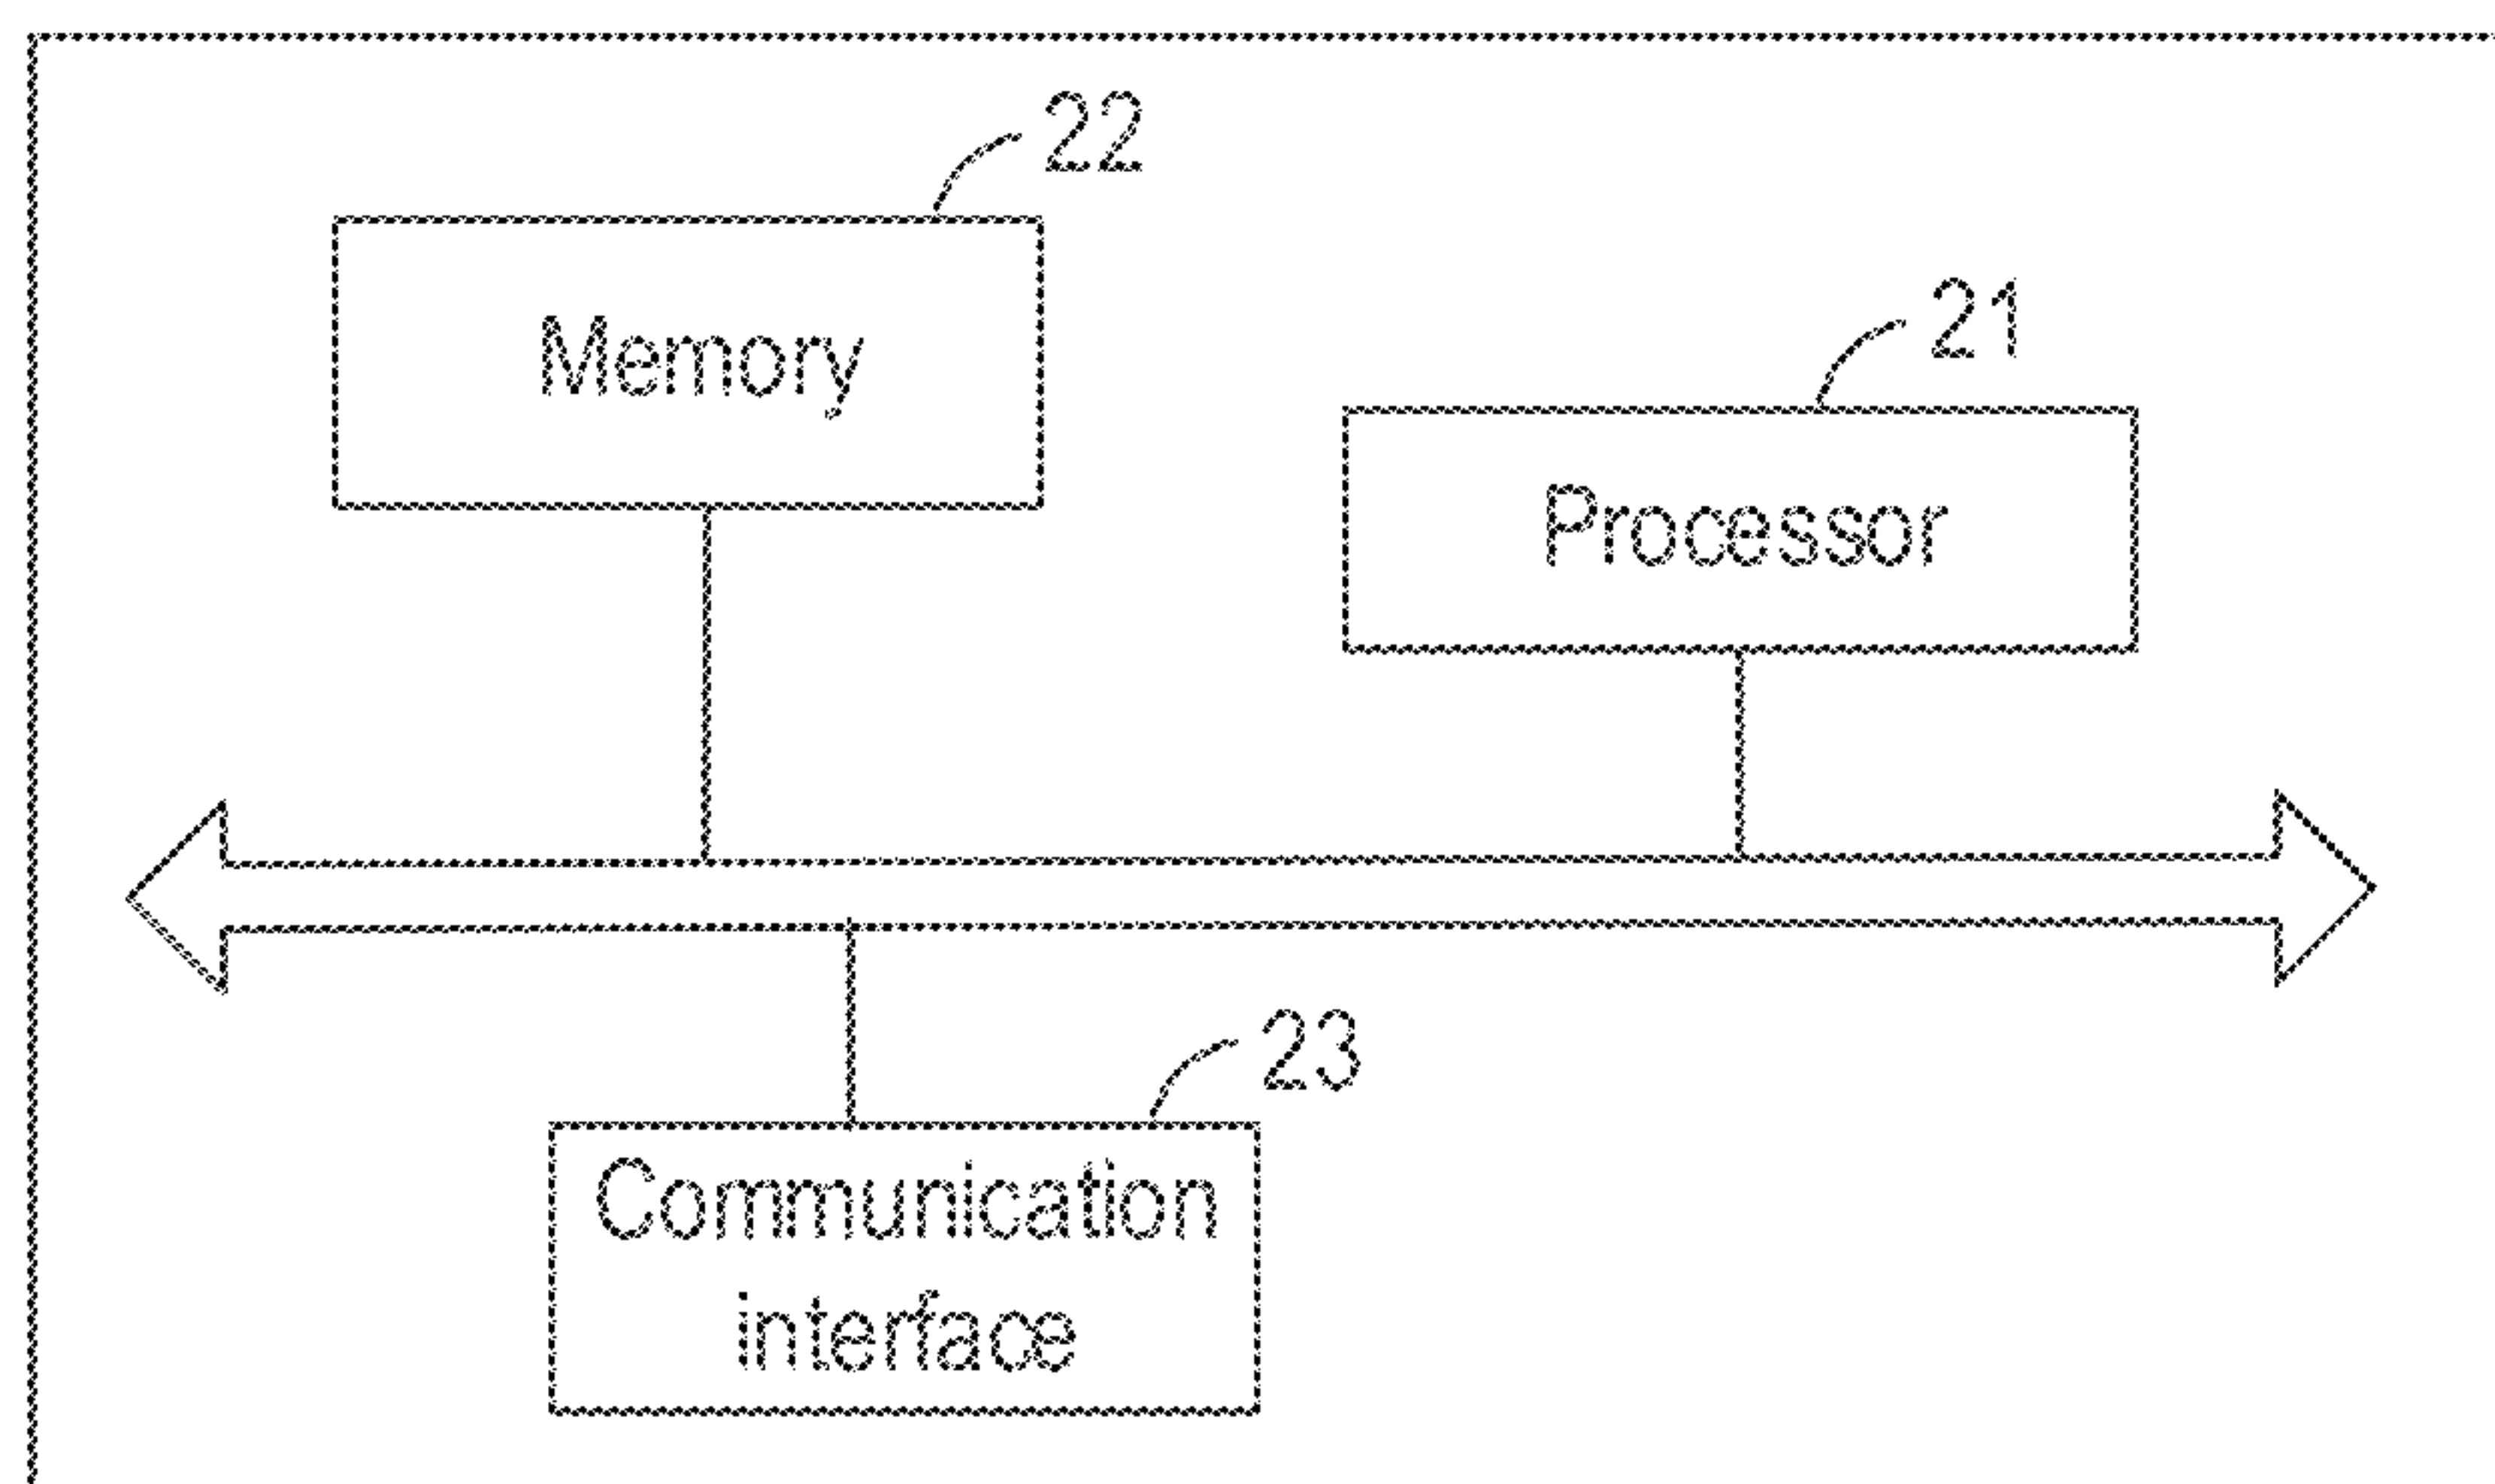 22
Memory
21
Processor
23
Communication
interface